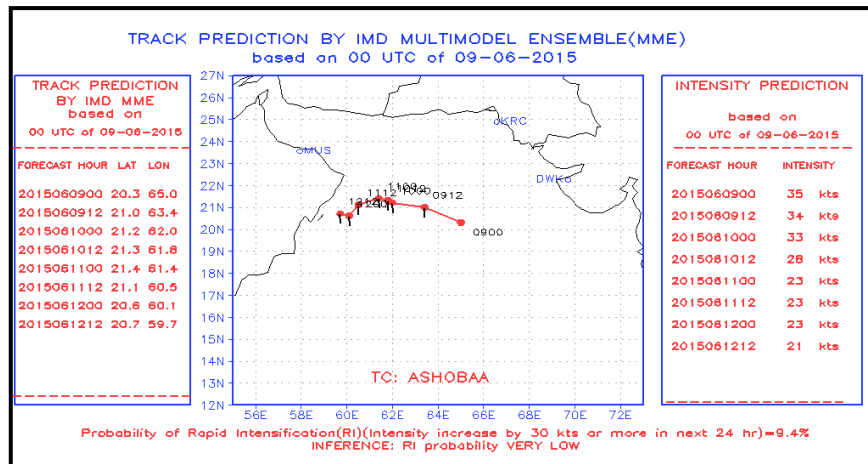 TRACK PREDICTION BY IMD MULTIMODEL ENSEMBLE(MME)
based on 00 UTC of 09-06-2015
TRACK PREDICTION
BY IMD MME
based on
00 UTC of 09-06-2015
FORECAST HOUR LAT LON
2015060900 20.3 65.0
2015060912 21.0 63.4
2015061000 21.2 62.0
2015061012 21.3 61.8
2015061100 21.4 61.4
2015061112 21.1 60.5
2015061200 20.6 60.1
2015061212 20.7 59.7
27N
26N
25N
24N
23N
22N
21N
20N
19N
18N
17N
16N
15N
14N
13N
12N
56E 58E 60E 62E 64E 66E 68E 70E 72E
MUS
KRC
DWK
1112
0912
0900
TC: ASHOBAA
INTENSITY PREDICTION
based on
00 UTC of 09-06-2015
FORECAST HOUR INTENSITY
2015060900 35 kts
2015060912 34 kts
2015061000 33 kts
2015061012 28 kts
2015061100 23 kts
2015061112 23 kts
2015061200 23 kts
2015061212 21 kts
Probability of Rapid Intensification(RI)(Intensity increase by 30 kts or more in next 24 hr)=9.4%
INFERENCE: RI probability VERY LOW